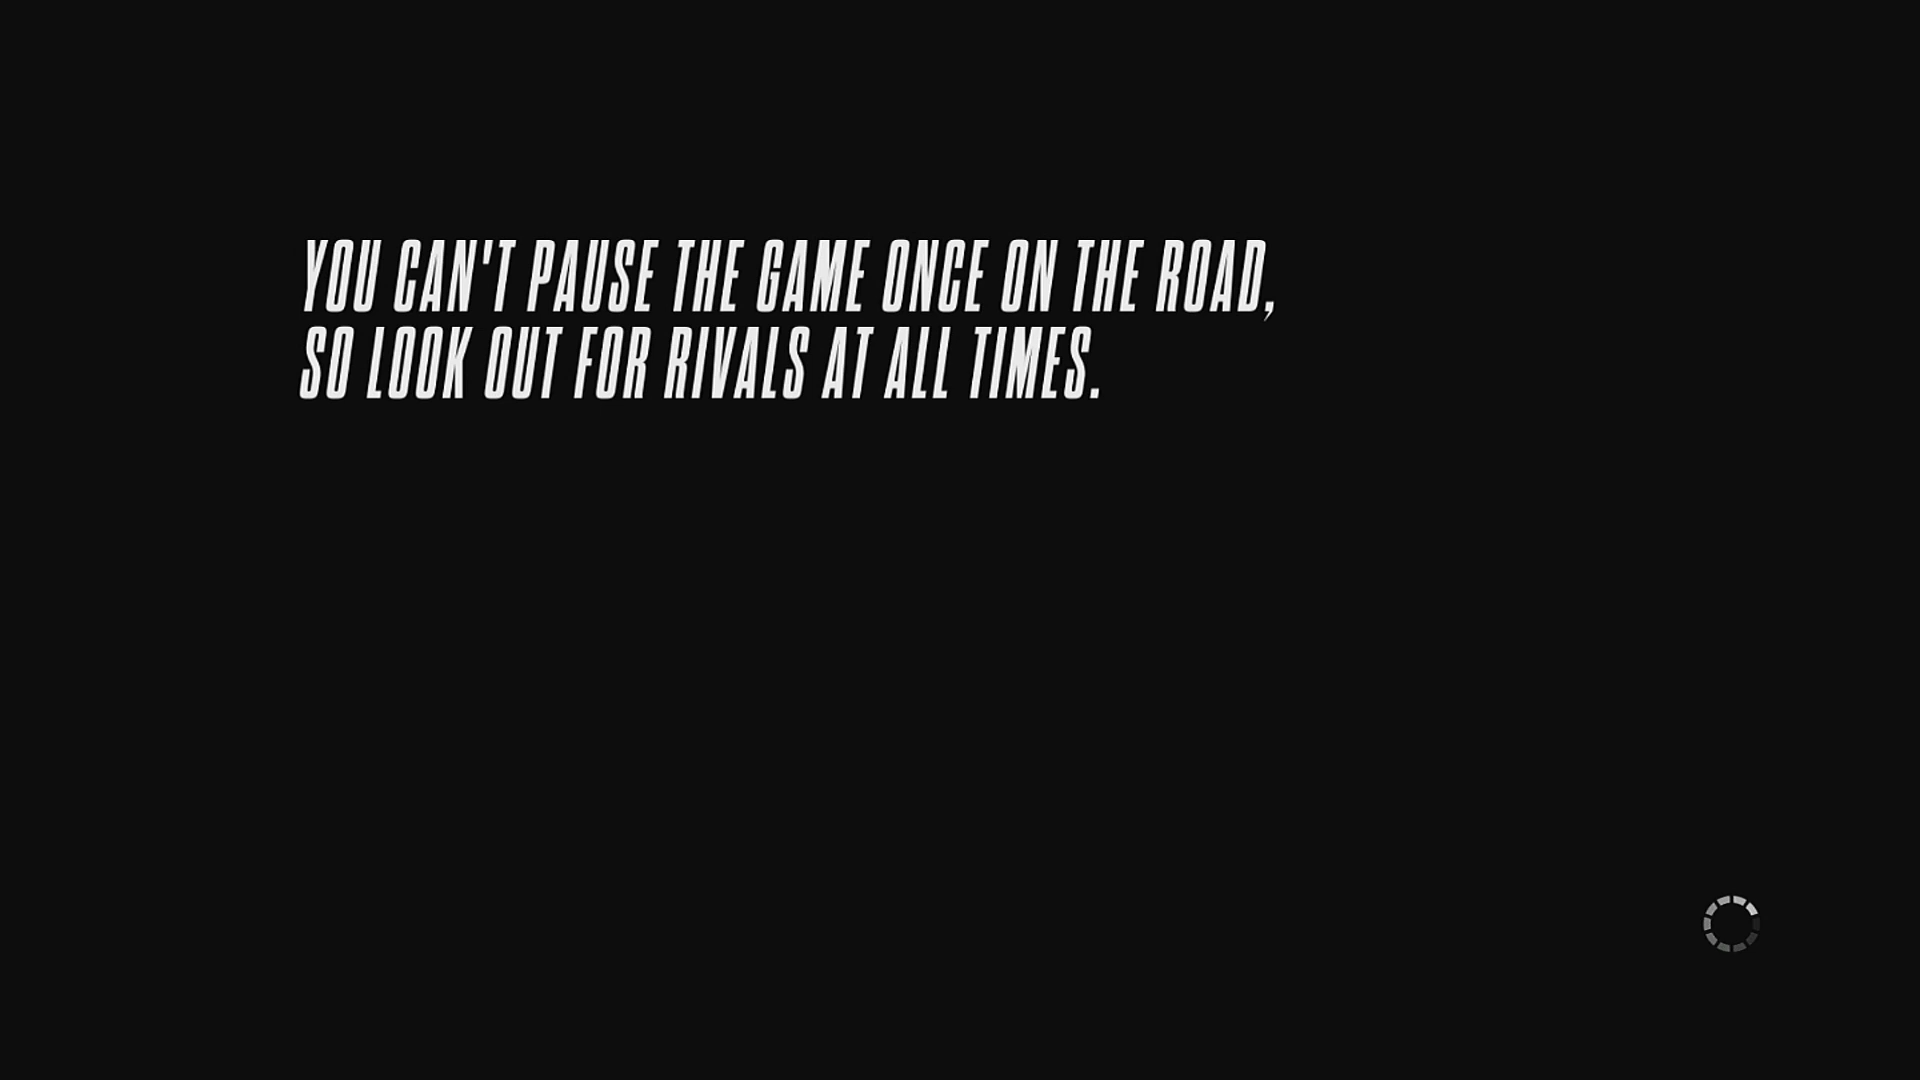 YOU CAN'T PAUSE THE GAME ONCE ON THE ROAD,
SO LOOK OUT FOR RIVALS AT ALL TIMES.